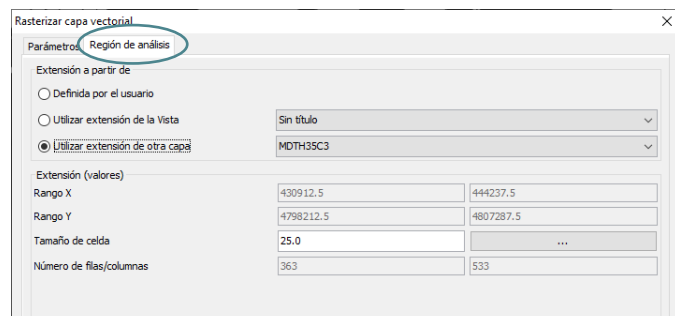 Rasterizar capa vectorial
Parámetros Región de análisis
Extensión a partir de
Definida por el usuario
Utilizar extensión de la Vista Sin título
Utilizar extensión de otra capa MDTH35C3
Extensión (valores)
Rango X 430912.5 444237.5
Rango Y 4798212.5 4807287.5
Tamaño de celda 25.0 ...
Número de filas/columnas 363 533